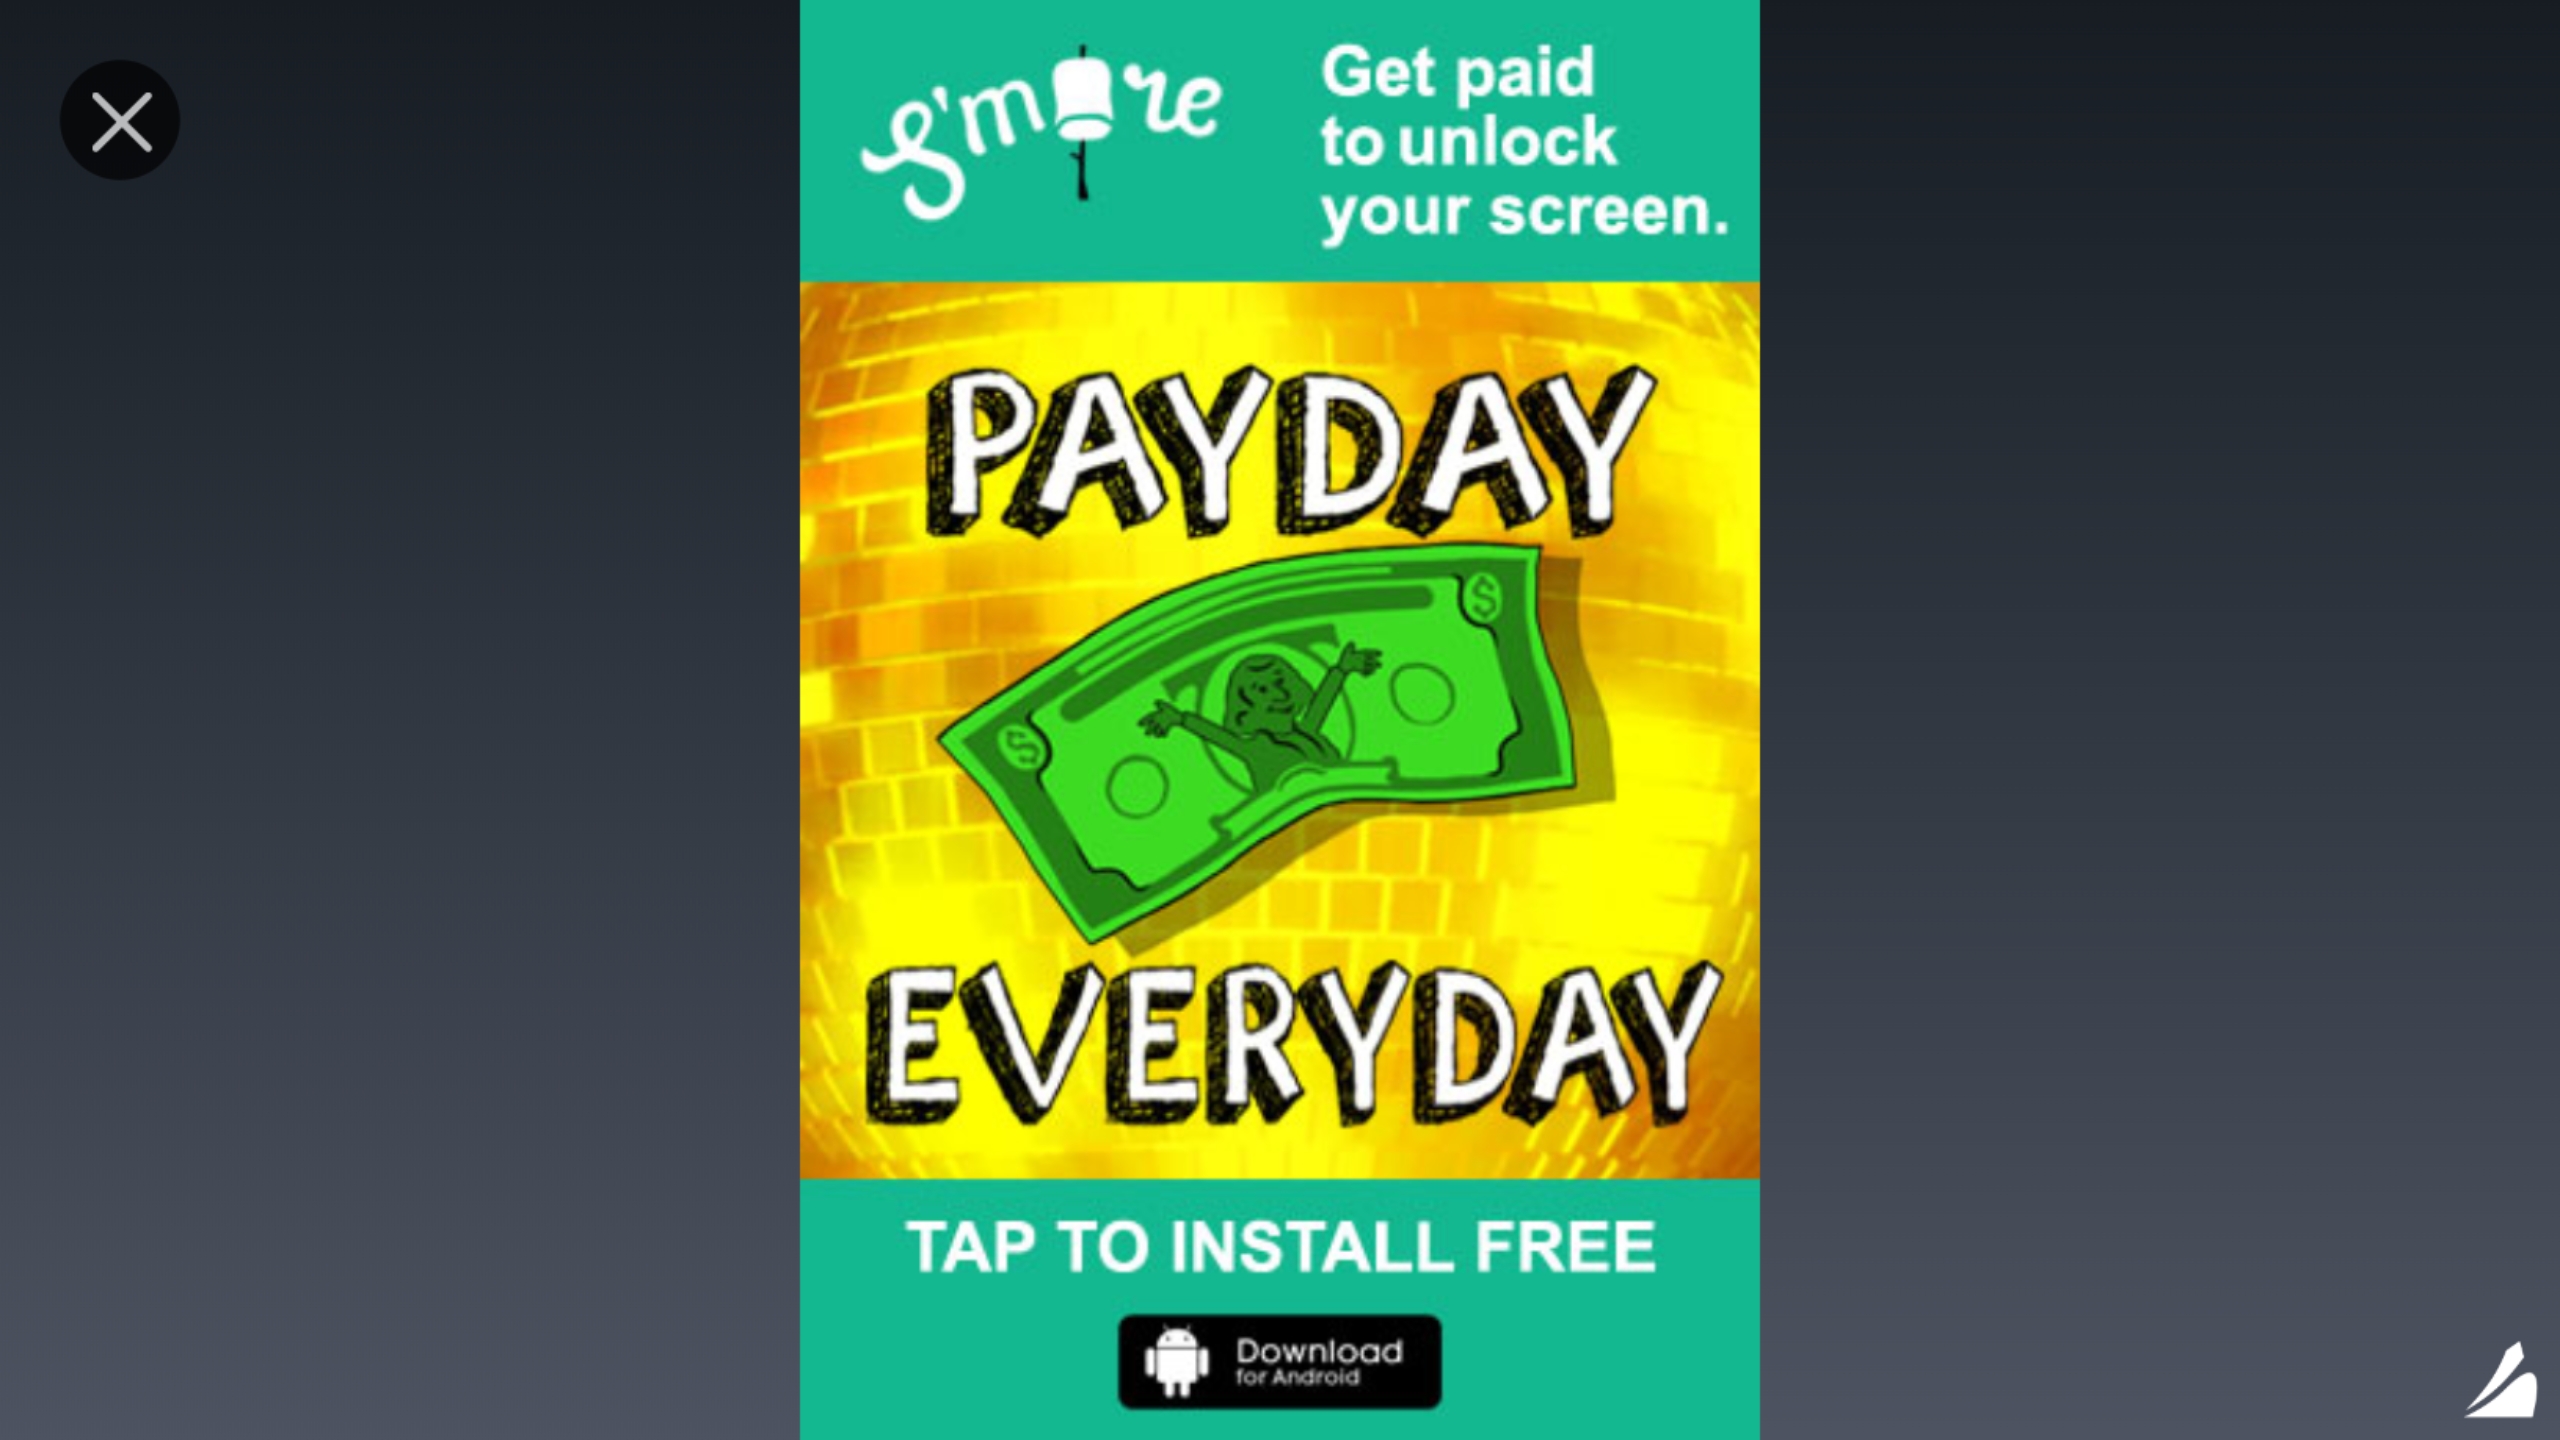 s'more
Get paid
to unlock
your screen.
PAYDAY
$
$
EVERYDAY
TAP TO INSTALL FREE
Download
for Android